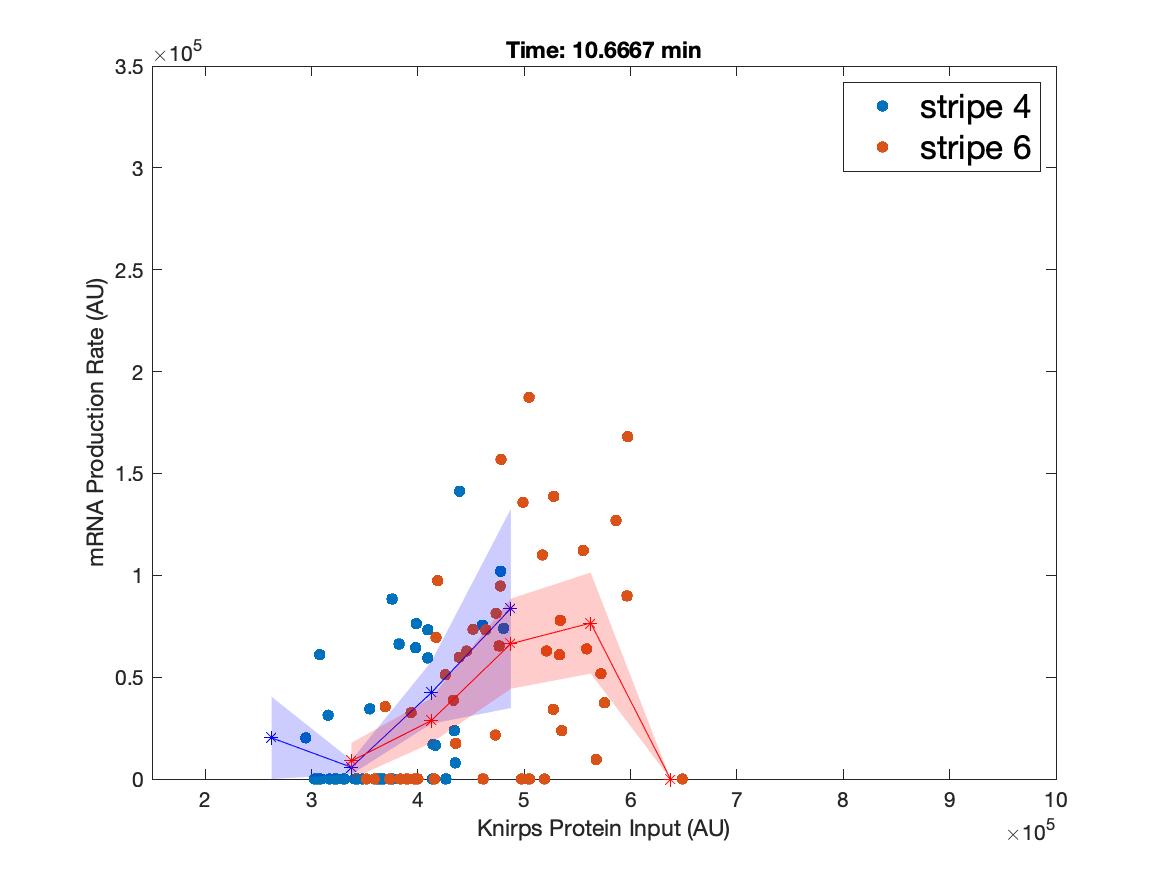 Time: 10.6667 min
×10^5
3.5
3
2.5
2
1.5
1
0.5
0
mRNA Production Rate (AU)
stripe 4
stripe 6
2 3 4 5 6 7 8 9 10
Knirps Protein Input (AU)
×10^5